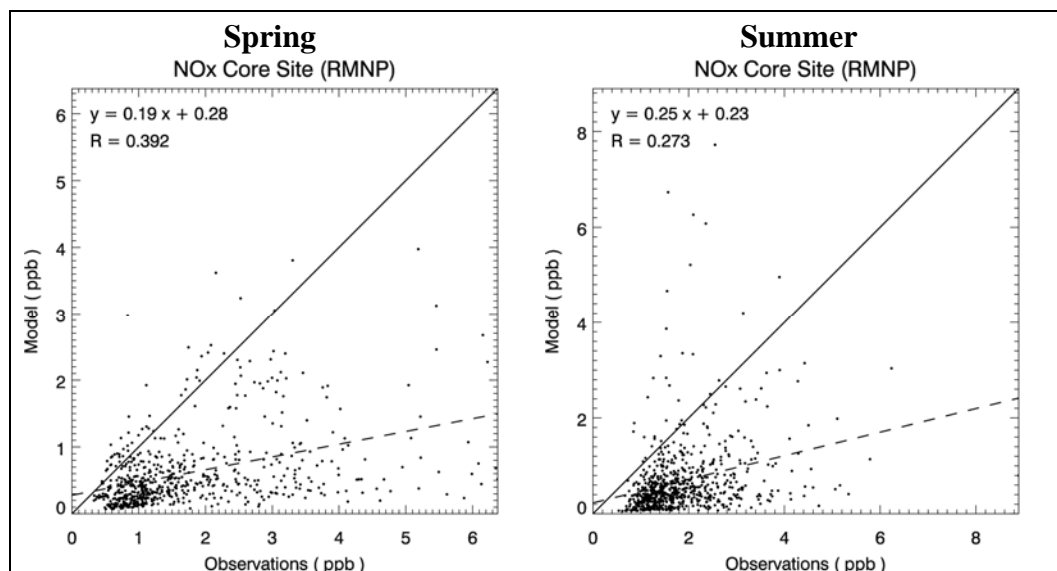 Spring
NOx Core Site (RMNP)
y = 0.19 x + 0.28
R = 0.392
6
5
4
3
2
1
0
Model ( ppb )
0 1 2 3 4 5 6
Observations ( ppb )
Summer
NOx Core Site (RMNP)
y = 0.25 x + 0.23
R = 0.273
8
6
4
2
0
Model ( ppb )
0 2 4 6 8
Observations ( ppb )